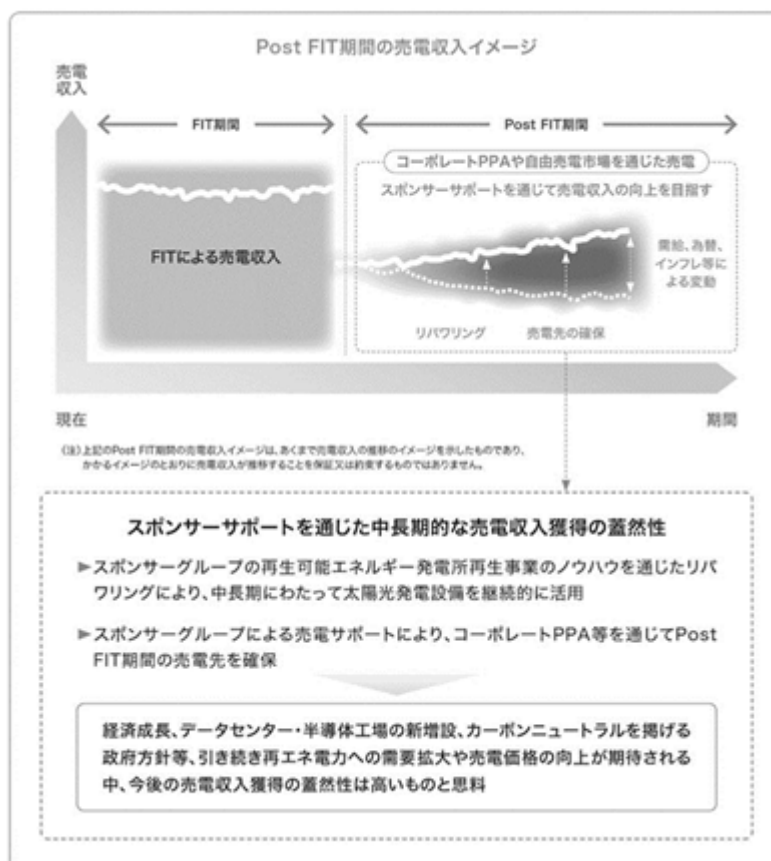 Post FIT期間の売電収入イメージ
売電
収入
FIT期間
Post FIT期間
コーポレートPPAや自由売電市場を通じた売電
スポンサーサポートを通じて売電収入の向上を目指す
FITによる売電収入
需給、為替、
インフレ等に
よる変動
リパワリング
売電先の確保
現在
期間
(注)上記のPost FIT期間の売電収入イメージは、あくまで売電収入の推移のイメージを示したものであり、
かかるイメージのとおりに売電収入が推移することを保証又は約束するものではありません。
スポンサーサポートを通じた中長期的な売電収入獲得の蓋然性
▶スポンサーグループの再生可能エネルギー発電所再生事業のノウハウを通じたリパ
ワリングにより、中長期にわたって太陽光発電設備を継続的に活用
▶スポンサーグループによる売電サポートにより、コーポレートPPA等を通じてPost
FIT期間の売電先を確保
経済成長、データセンター・半導体工場の新増設、カーボンニュートラルを掲げる
政府方針等、引き続き再エネ電力への需要拡大や売電価格の向上が期待される
中、今後の売電収入獲得の蓋然性は高いものと思料